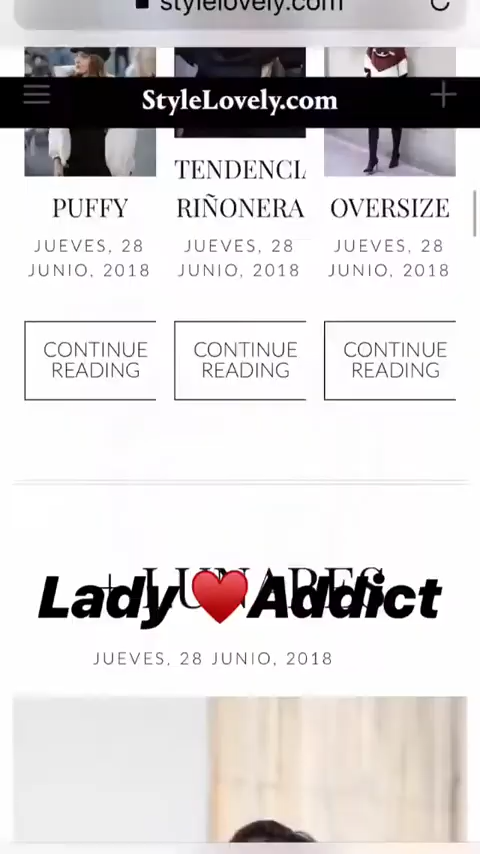 stylelovely.com
StyleLovely.com
PUFFY
JUEVES, 28
JUNIO, 2018
CONTINUE
READING
TENDENCI
RIÑONERA
JUEVES, 28
JUNIO, 2018
CONTINUE
READING
OVERSIZE
JUEVES, 28
JUNIO, 2018
CONTINUE
READING
+ LUNARES
Lady ❤️ Addict
JUEVES, 28 JUNIO, 2018